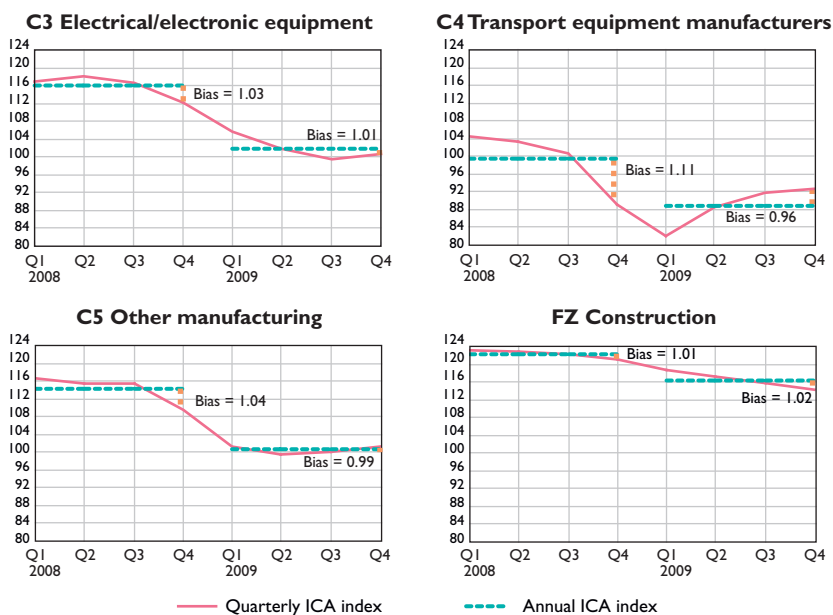 C3 Electrical/electronic equipment
124
120
116
112
108
104
100
96
92
88
84
80
Bias = 1.03
Bias = 1.01
Q1 Q2 Q3 Q4 Q1 Q2 Q3 Q4
2008 2009
C4 Transport equipment manufacturers
124
120
116
112
108
104
100
96
92
88
84
80
Bias = 1.11
Bias = 0.96
Q1 Q2 Q3 Q4 Q1 Q2 Q3 Q4
2008 2009
C5 Other manufacturing
124
120
116
112
108
104
100
96
92
88
84
80
Bias = 1.04
Bias = 0.99
Q1 Q2 Q3 Q4 Q1 Q2 Q3 Q4
2008 2009
FZ Construction
124
120
116
112
108
104
100
96
92
88
84
80
Bias = 1.01
Bias = 1.02
Q1 Q2 Q3 Q4 Q1 Q2 Q3 Q4
2008 2009
Quarterly ICA index
Annual ICA index